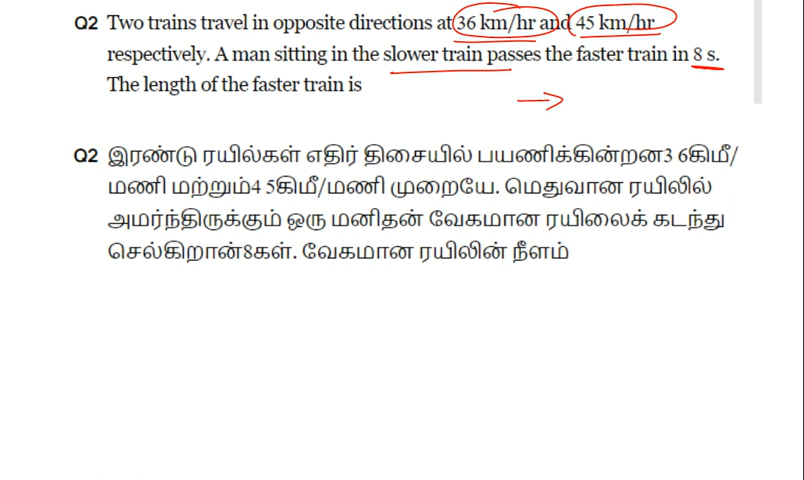 Q2 Two trains travel in opposite directions at 36 km/hr and 45 km/hr
respectively. A man sitting in the slower train passes the faster train in 8 s.
The length of the faster train is
Q2 இரண்டு ரயில்கள் எதிர் திசையில் பயணிக்கின்றன3 6கிமீ/
மணி மற்றும்4 5கிமீ/மணி முறையே. மெதுவான ரயிலில்
அமர்ந்திருக்கும் ஒரு மனிதன் வேகமான ரயிலைக் கடந்து
செல்கிறான்8கள். வேகமான ரயிலின் நீளம்